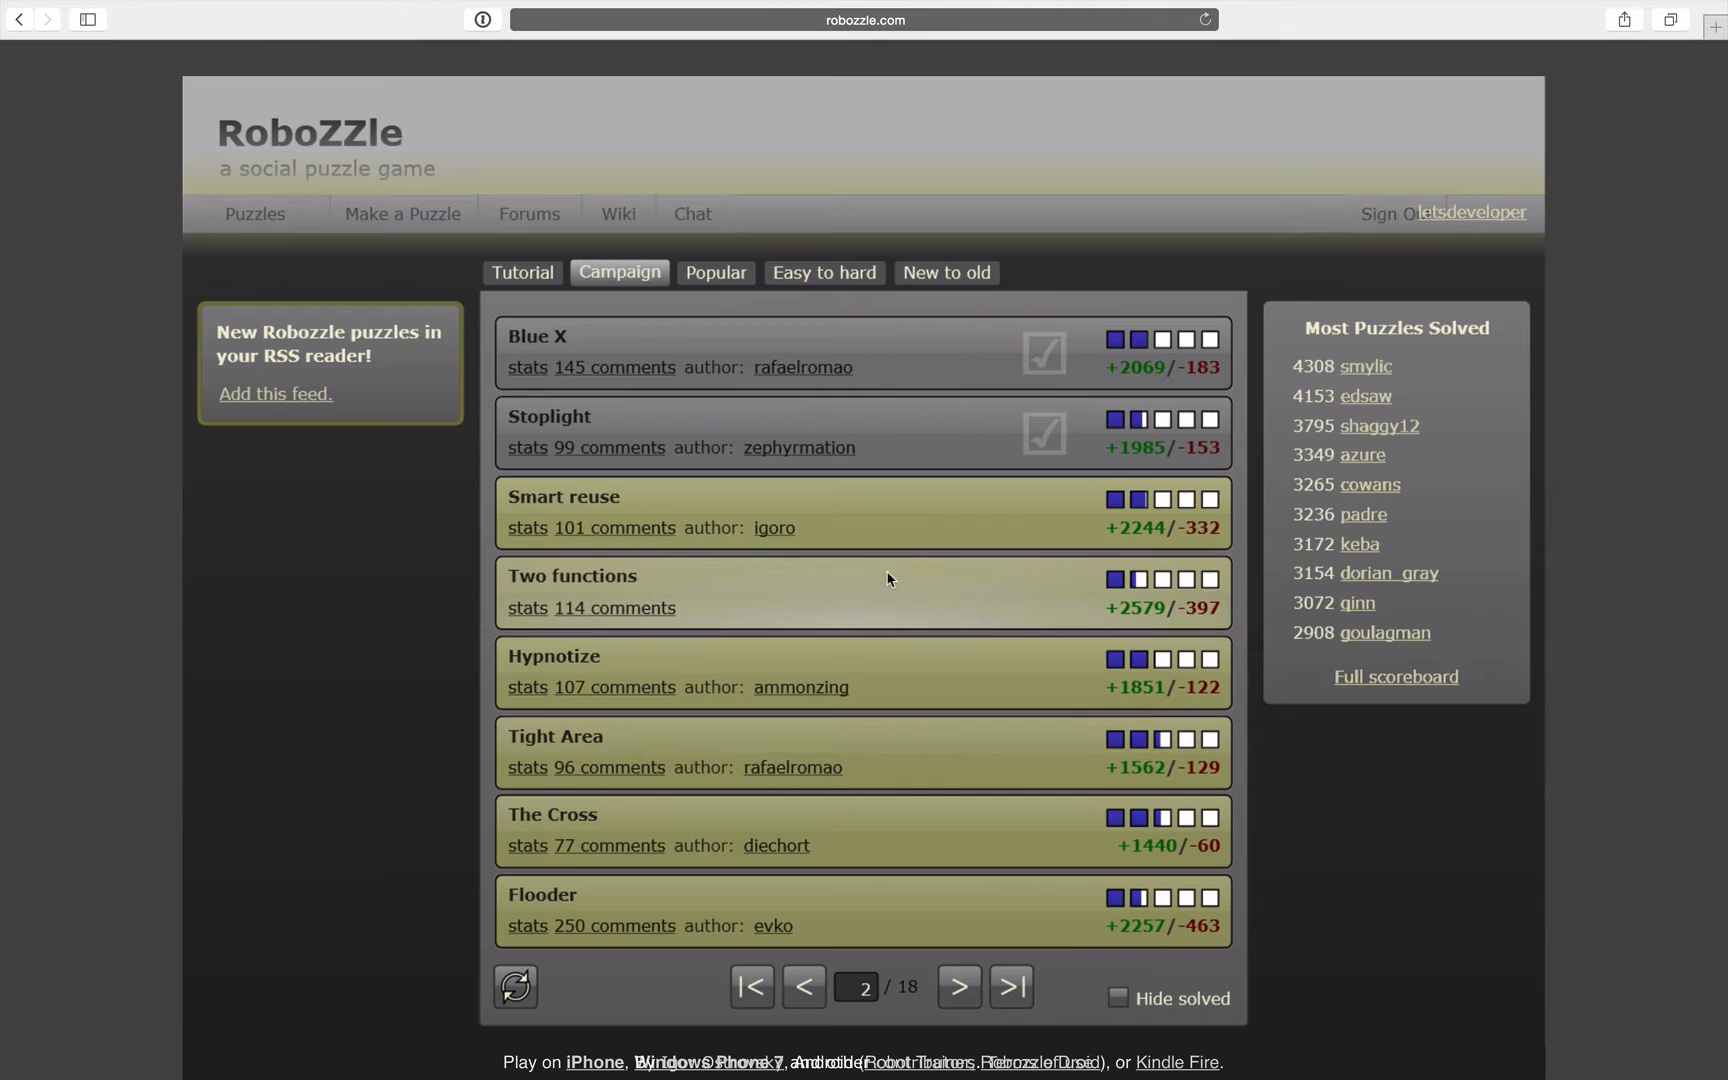 robozzle.com
RoboZZle
a social puzzle game
Puzzles
Make a Puzzle
Forums
Wiki
Chat
Sign
letsdeveloper
Tutorial
Campaign
Popular
Easy to hard
New to old
New Robozzle puzzles in
your RSS reader!
Add this feed.
Blue X
stats 145 comments author: rafaelromao
+2069/-183
Stoplight
stats 99 comments author: zephyrmation
+1985/-153
Smart reuse
stats 101 comments author: igoro
+2244/-332
Two functions
stats 114 comments
+2579/-397
Hypnotize
stats 107 comments author: ammonzing
+1851/-122
Tight Area
stats 96 comments author: rafaelromao
+1562/-129
The Cross
stats 77 comments author: diechort
+1440/-60
Flooder
stats 250 comments author: evko
+2257/-463
|< < 2 / 18 > >|
Hide solved
Most Puzzles Solved
4308 smylic
4153 edsaw
3795 shaggy12
3349 azure
3265 cowans
3236 padre
3172 keba
3154 dorian_gray
3072 qinn
2908 goulagman
Full scoreboard
Play on iPhone, Windows Phone 7, or Kindle Fire.